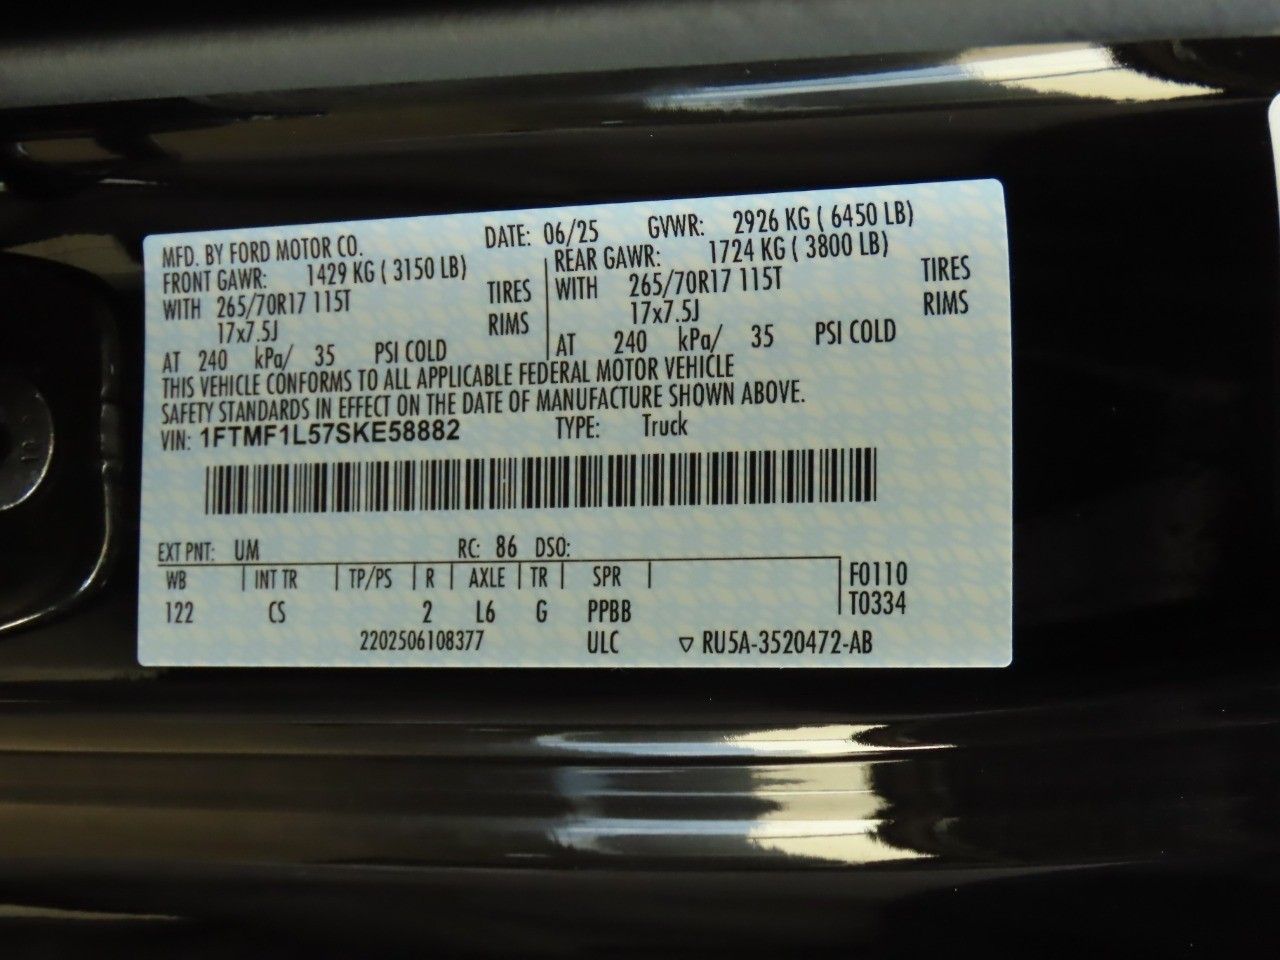 MFD. BY FORD MOTOR CO. DATE: 06/25 GVWR: 2926 KG ( 6450 LB)
FRONT GAWR: 1429 KG ( 3150 LB) REAR GAWR: 1724 KG ( 3800 LB)
WITH 265/70R17 115T TIRES WITH 265/70R17 115T TIRES
17x7.5J RIMS 17x7.5J RIMS
AT 240 kPa/ 35 PSI COLD AT 240 kPa/ 35 PSI COLD
THIS VEHICLE CONFORMS TO ALL APPLICABLE FEDERAL MOTOR VEHICLE
SAFETY STANDARDS IN EFFECT ON THE DATE OF MANUFACTURE SHOWN ABOVE.
VIN: 1FTMF1L57SKE58882 TYPE: Truck
EXT PNT: UM RC: 86 DSO:
WB INT TR TP/PS R AXLE TR SPR F0110
122 CS 2 L6 G PPBB T0334
2202506108377 ULC ▽ RU5A-3520472-AB